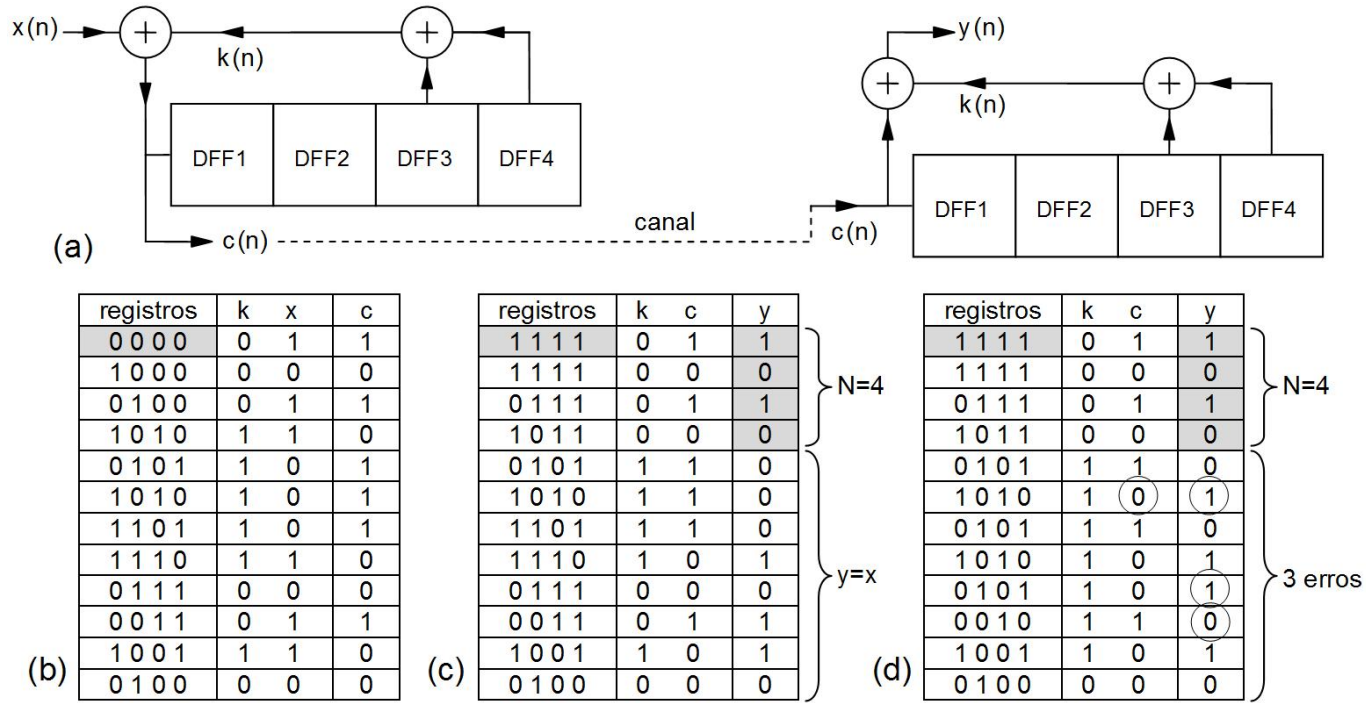 x(n) + k(n) +
DFF1 DFF2 DFF3 DFF4
c(n)
canal
y(n)
+ k(n) +
c(n)
DFF1 DFF2 DFF3 DFF4
(a)
registros k x c
0 0 0 0 0 1 1
1 0 0 0 0 0 0
0 1 0 0 0 1 1
1 0 1 0 1 1 0
0 1 0 1 1 0 1
1 0 1 0 1 0 1
1 1 0 1 1 0 1
1 1 1 0 1 1 0
0 1 1 1 0 0 0
0 0 1 1 0 1 1
1 0 0 1 1 1 0
0 1 0 0 0 0 0
(b)
registros k c y
1 1 1 1 0 1 1
1 1 1 1 0 0 0
0 1 1 1 0 1 1
1 0 1 1 0 0 0
0 1 0 1 1 1 0
1 0 1 0 1 1 0
1 1 0 1 1 1 0
1 1 1 0 1 0 1
0 1 1 1 0 0 0
0 0 1 1 0 1 1
1 0 0 1 1 0 1
0 1 0 0 0 0 0
N=4
y=x
(c)
registros k c y
1 1 1 1 0 1 1
1 1 1 1 0 0 0
0 1 1 1 0 1 1
1 0 1 1 0 0 0
0 1 0 1 1 1 0
1 0 1 0 1 0 1
0 1 0 1 1 1 0
1 0 1 0 1 0 1
0 1 0 1 1 0 1
0 0 1 0 1 1 0
1 0 0 1 1 0 1
0 1 0 0 0 0 0
N=4
3 erros
(d)